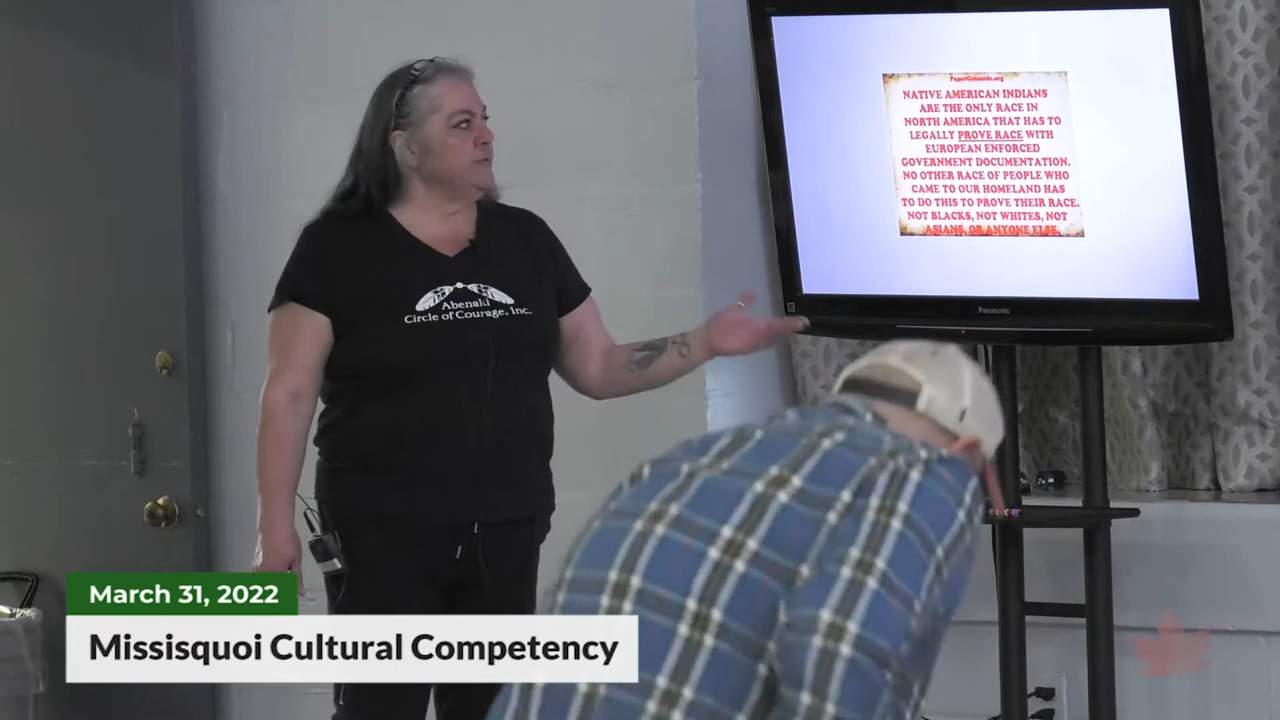 PaperGenocide.org
NATIVE AMERICAN INDIANS
ARE THE ONLY RACE IN
NORTH AMERICA THAT HAS TO
LEGALLY PROVE RACE WITH
EUROPEAN ENFORCED
GOVERNMENT DOCUMENTATION.
NO OTHER RACE OF PEOPLE WHO
CAME TO OUR HOMELAND HAS
TO DO THIS TO PROVE THEIR RACE.
NOT BLACKS, NOT WHITES, NOT
ASIANS, OR ANYONE ELSE.
Panasonic
Abenaki
Circle of Courage, Inc.
March 31, 2022
Missisquoi Cultural Competency